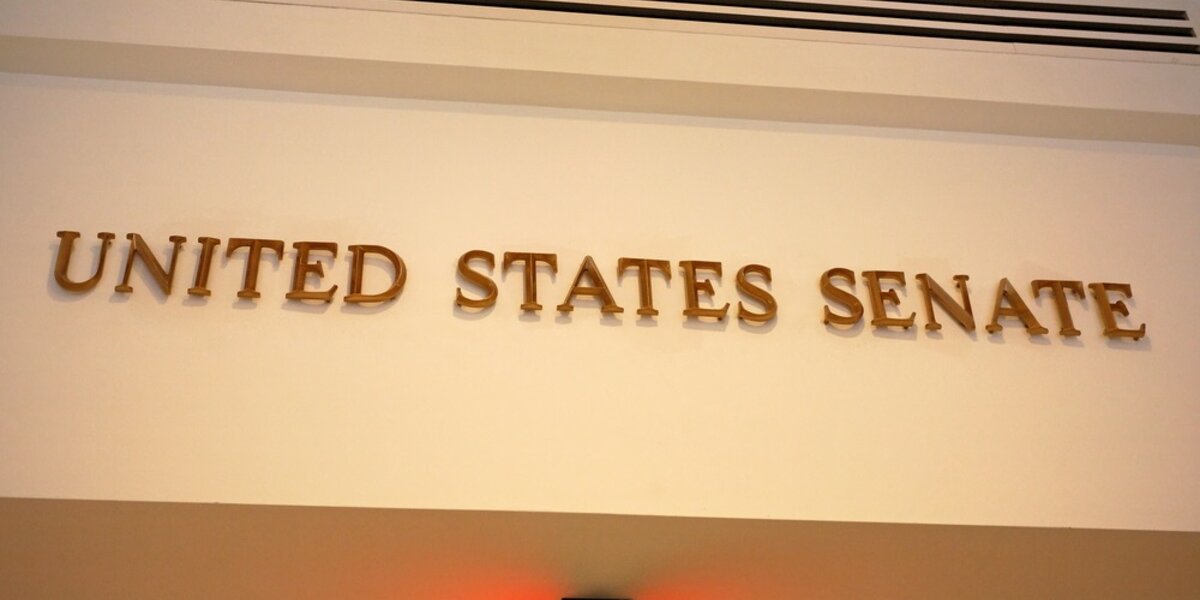 UNITED STATES SENATE